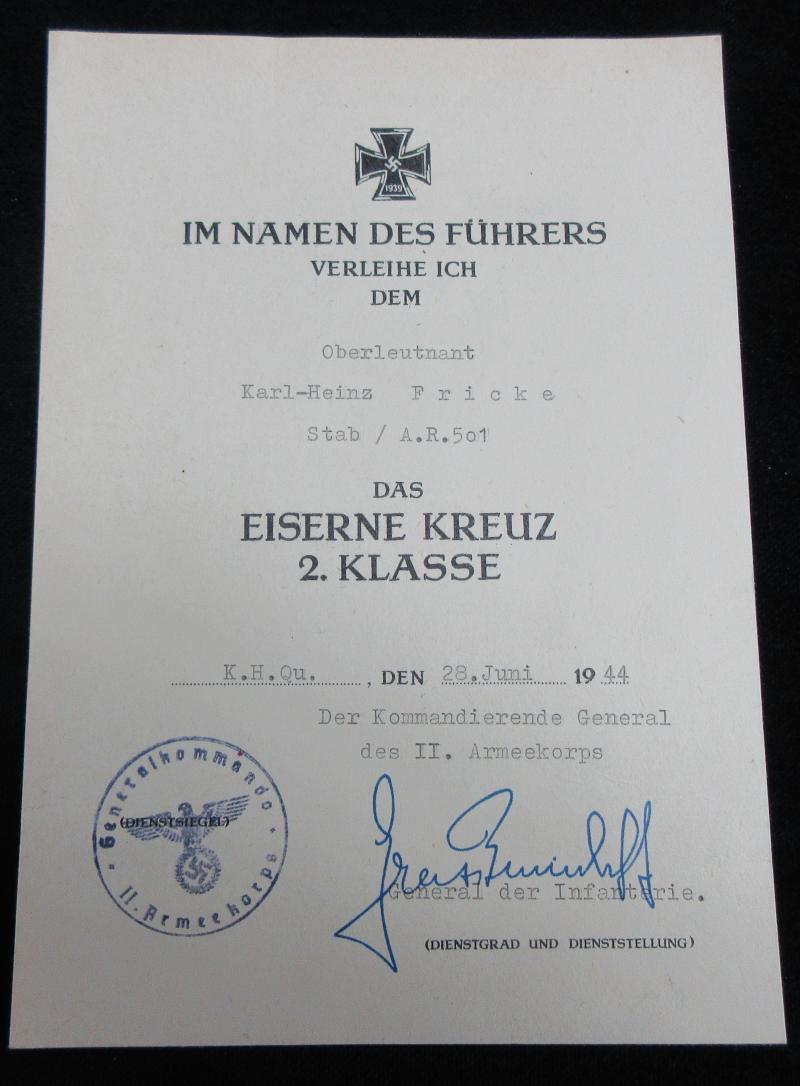 1939
IM NAMEN DES FÜHRERS
VERLEIHE ICH
DEM
Oberleutnant
Karl-Heinz F r i c k e
Stab / A.R.5o1
DAS
EISERNE KREUZ
2. KLASSE
K.H.Qu. , DEN 28.Juni 19 44
Der Kommandierende General
des II. Armeekorps
Generalkommando
(DIENSTSIEGEL)
II. Armeekorps
General der Infanterie.
(DIENSTGRAD UND DIENSTSTELLUNG)